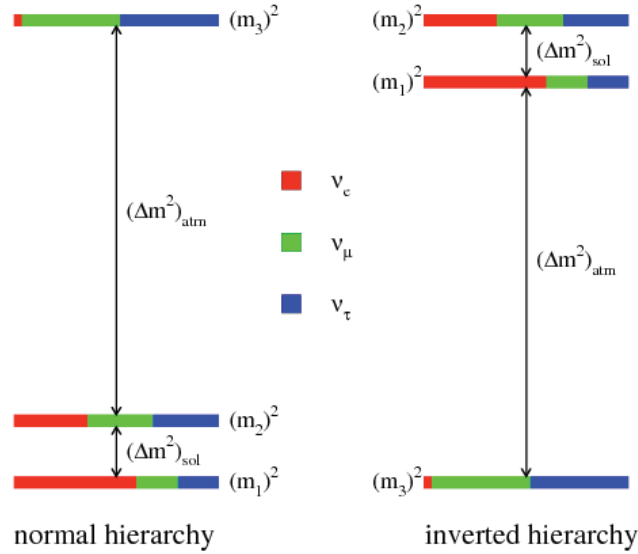 (m₃)²
(m₂)²
(Δm²)sol
(m₁)²
(Δm²)atm
νe
νμ
ντ
(Δm²)atm
(m₂)²
(Δm²)sol
(m₁)²
(m₃)²
normal hierarchy
inverted hierarchy